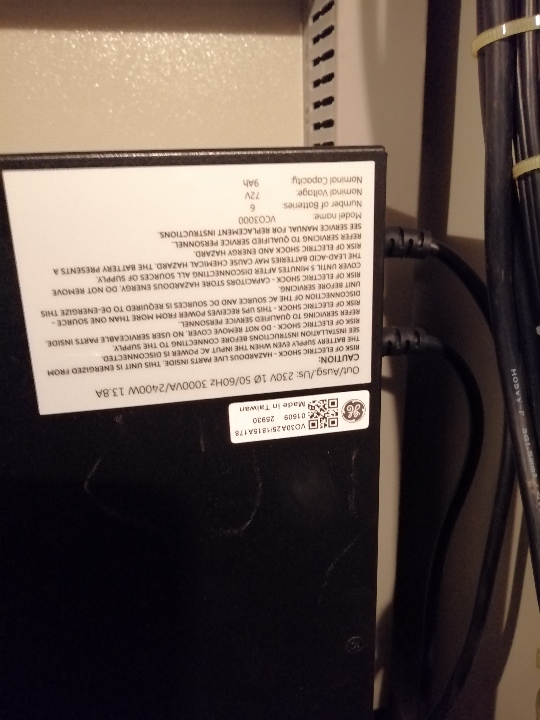 Out/Ausg./Us: 230V 1Ø 50/60Hz 3000VA/2400W 13.8A
CAUTION:
RISK OF ELECTRIC SHOCK - HAZARDOUS LIVE PARTS INSIDE. THIS UNIT IS ENERGIZED FROM
THE BATTERY SUPPLY EVEN WHEN THE INPUT AC POWER IS DISCONNECTED.
SEE INSTALLATION INSTRUCTIONS BEFORE CONNECTING TO THE SUPPLY.
RISK OF ELECTRIC SHOCK - DO NOT REMOVE COVER. NO USER SERVICEABLE PARTS INSIDE.
REFER SERVICING TO QUALIFIED SERVICE PERSONNEL.
RISK OF ELECTRIC SHOCK - THIS UPS RECEIVES POWER FROM MORE THAN ONE SOURCE -
DISCONNECTION OF THE AC SOURCE AND DC SOURCES IS REQUIRED TO DE-ENERGIZE THIS
UNIT BEFORE SERVICING.
RISK OF ELECTRIC SHOCK - CAPACITORS STORE HAZARDOUS ENERGY. DO NOT REMOVE
COVER UNTIL 5 MINUTES AFTER DISCONNECTING ALL SOURCES OF SUPPLY.
THE LEAD-ACID BATTERIES MAY CAUSE CHEMICAL HAZARD. THE BATTERY PRESENTS A
RISK OF ELECTRIC SHOCK AND ENERGY HAZARD.
REFER SERVICING TO QUALIFIED SERVICE PERSONNEL.
SEE SERVICE MANUAL FOR REPLACEMENT INSTRUCTIONS.
Model name: VCO3000
Number of Batteries: 6
Nominal Voltage: 72V
Nominal Capacity: 9Ah
VO30A25/1815A178
01609 25930
Made in Taiwan